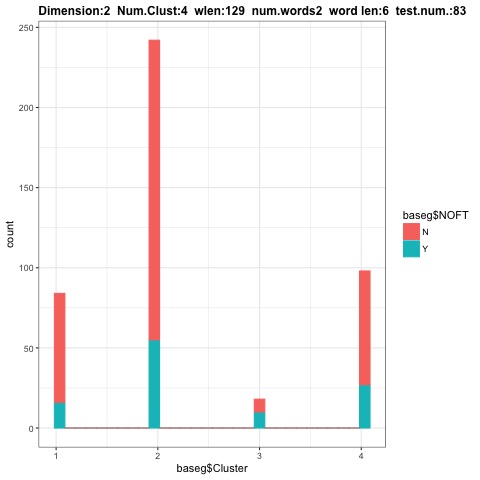 Dimension:2  Num.Clust:4  wlen:129  num.words2  word len:6  test.num.:83
250
200
150
100
50
0
count
1 2 3 4
baseg$Cluster
baseg$NOFT
N
Y